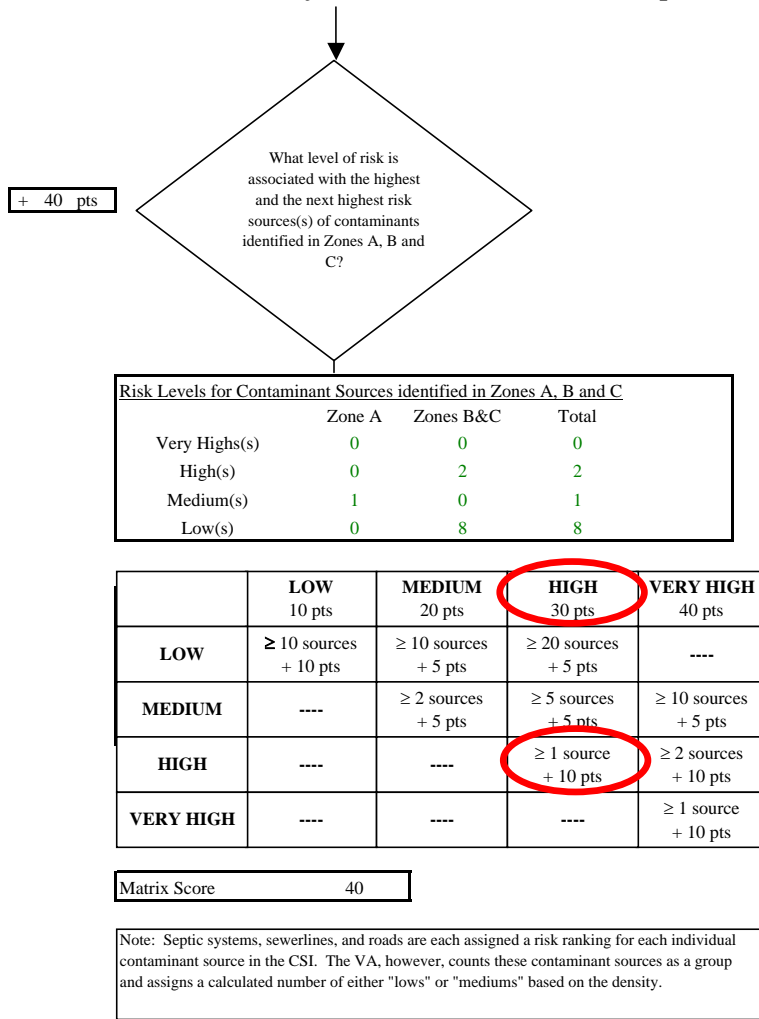 What level of risk is
associated with the highest
and the next highest risk
sources(s) of contaminants
identified in Zones A, B and
C?
+ 40 pts
Risk Levels for Contaminant Sources identified in Zones A, B and C
Zone A Zones B&C Total
Very Highs(s) 0 0 0
High(s) 0 2 2
Medium(s) 1 0 1
Low(s) 0 8 8
LOW MEDIUM HIGH VERY HIGH
10 pts 20 pts 30 pts 40 pts
LOW ≥ 10 sources ≥ 10 sources ≥ 20 sources ----
+ 10 pts + 5 pts + 5 pts
MEDIUM ---- ≥ 2 sources ≥ 5 sources ≥ 10 sources
+ 5 pts + 5 pts + 5 pts
HIGH ---- ---- ≥ 1 source ≥ 2 sources
+ 10 pts + 10 pts
VERY HIGH ---- ---- ---- ≥ 1 source
+ 10 pts
Matrix Score 40
Note: Septic systems, sewerlines, and roads are each assigned a risk ranking for each individual
contaminant source in the CSI. The VA, however, counts these contaminant sources as a group
and assigns a calculated number of either "lows" or "mediums" based on the density.